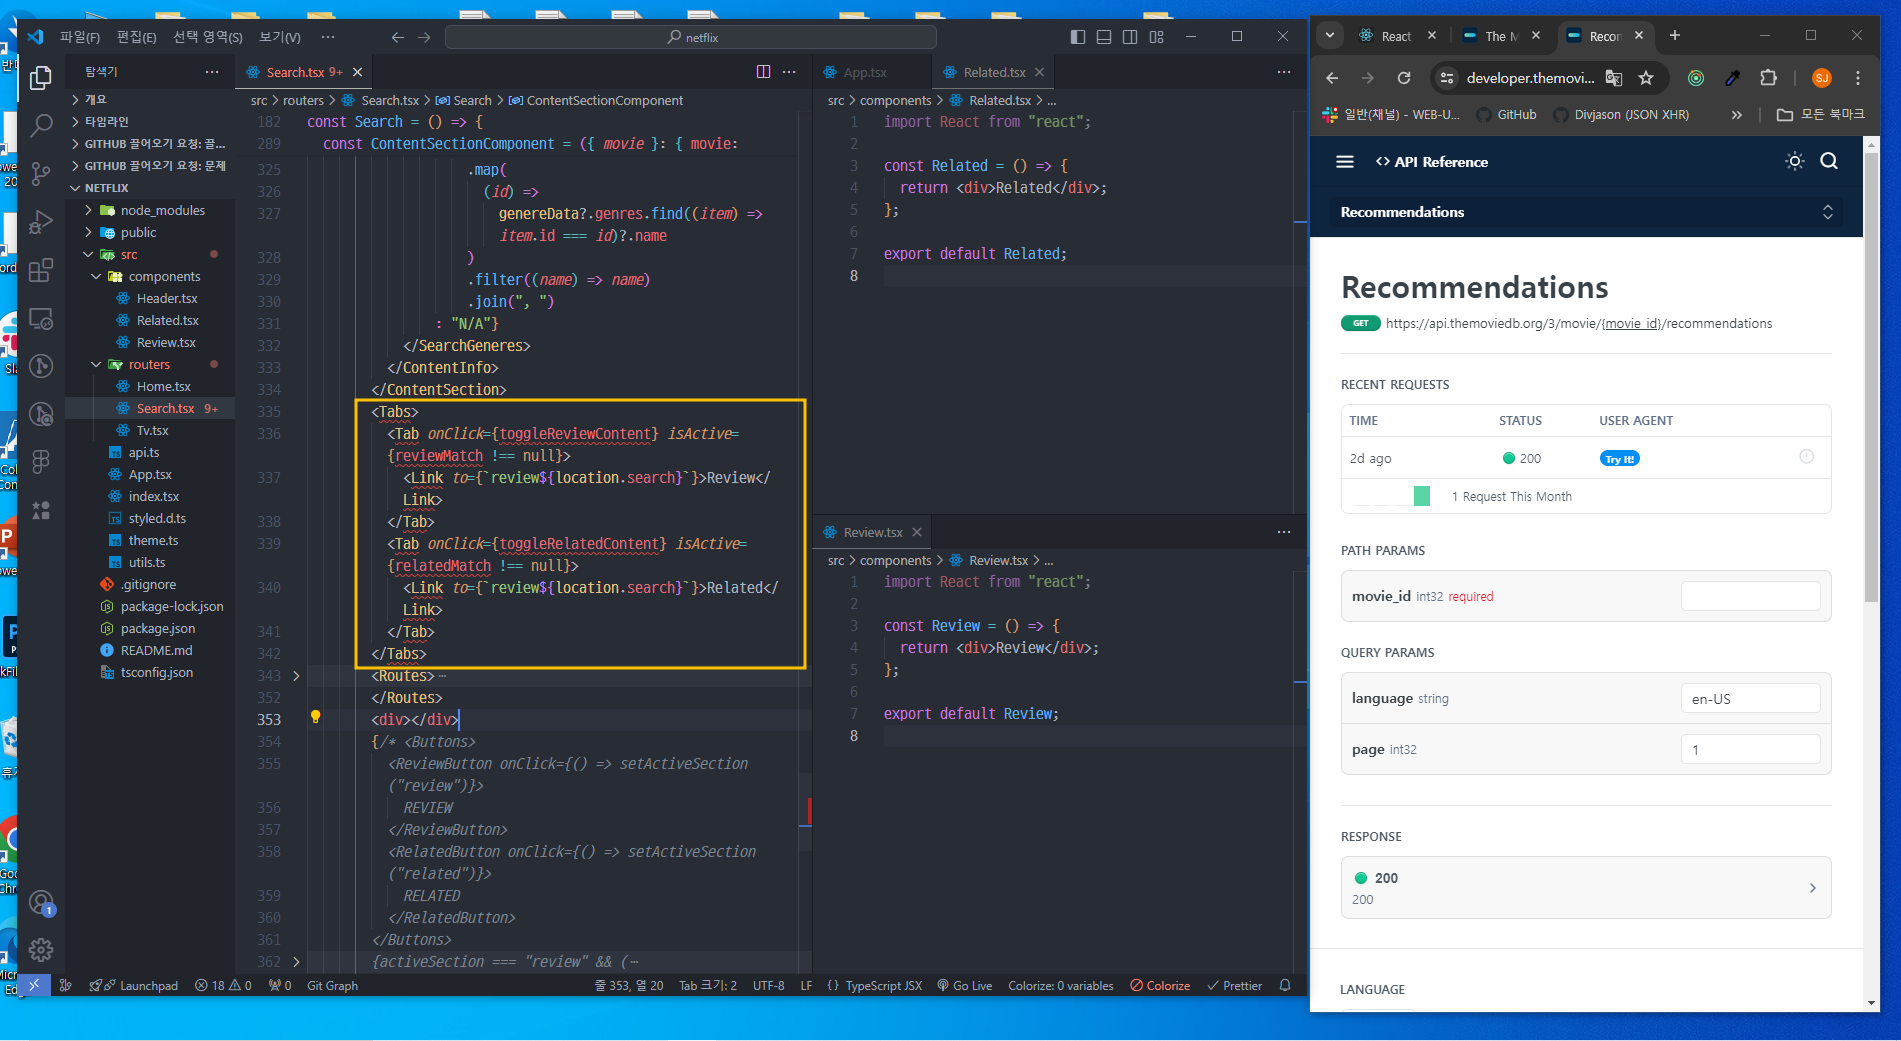 파일(F) 편집(E) 선택 영역(S) 보기(V) ··· netflix
탐색기 ···
개요
타임라인
GITHUB 끌어오기 요청: 끌...
GITHUB 끌어오기 요청: 문제
NETFLIX
node_modules
public
src
components
Header.tsx
Related.tsx
Review.tsx
routers
Home.tsx
Search.tsx 9+
Tv.tsx
api.ts
App.tsx
index.tsx
styled.d.ts
theme.ts
utils.ts
.gitignore
package-lock.json
package.json
README.md
tsconfig.json
Search.tsx 9+
src > routers > Search.tsx > Search > ContentSectionComponent
182 const Search = () => {
289 const ContentSectionComponent = ({ movie }: { movie:
325 .map(
326 (id) =>
327 genereData?.genres.find((item) =>
item.id === id)?.name
328 )
329 .filter((name) => name)
330 .join(", ")
331 : "N/A"}
332 </SearchGeneres>
333 </ContentInfo>
334 </ContentSection>
335 <Tabs>
336 <Tab onClick={toggleReviewContent} isActive=
{reviewMatch !== null}>
337 <Link to={`review${location.search}`}>Review</
Link>
338 </Tab>
339 <Tab onClick={toggleRelatedContent} isActive=
{relatedMatch !== null}>
340 <Link to={`review${location.search}`}>Related</
Link>
341 </Tab>
342 </Tabs>
343 <Routes>···
352 </Routes>
353 <div></div>
354 {/* <Buttons>
355 <ReviewButton onClick={() => setActiveSection
("review")}>
356 REVIEW
357 </ReviewButton>
358 <RelatedButton onClick={() => setActiveSection
("related")}>
359 RELATED
360 </RelatedButton>
361 </Buttons>
362 {activeSection === "review" && (···
App.tsx Related.tsx
src > components > Related.tsx > ...
1 import React from "react";
2
3 const Related = () => {
4 return <div>Related</div>;
5 };
6
7 export default Related;
8
Review.tsx
src > components > Review.tsx > ...
1 import React from "react";
2
3 const Review = () => {
4 return <div>Review</div>;
5 };
6
7 export default Review;
8
Launchpad 18 0 0 Git Graph 줄 353, 열 20 Tab 크기: 2 UTF-8 LF {} TypeScript JSX Go Live Colorize: 0 variables Colorize Prettier
1
React The M Recon
developer.themovi... SJ
일반(채널) - WEB-U... GitHub Divjason (JSON XHR) » 모든 북마크
<> API Reference
Recommendations
Recommendations
GET https://api.themoviedb.org/3/movie/{movie_id}/recommendations
RECENT REQUESTS
TIME STATUS USER AGENT
2d ago 200 Try It!
1 Request This Month
PATH PARAMS
movie_id int32 required
QUERY PARAMS
language string en-US
page int32 1
RESPONSE
200
200
LANGUAGE